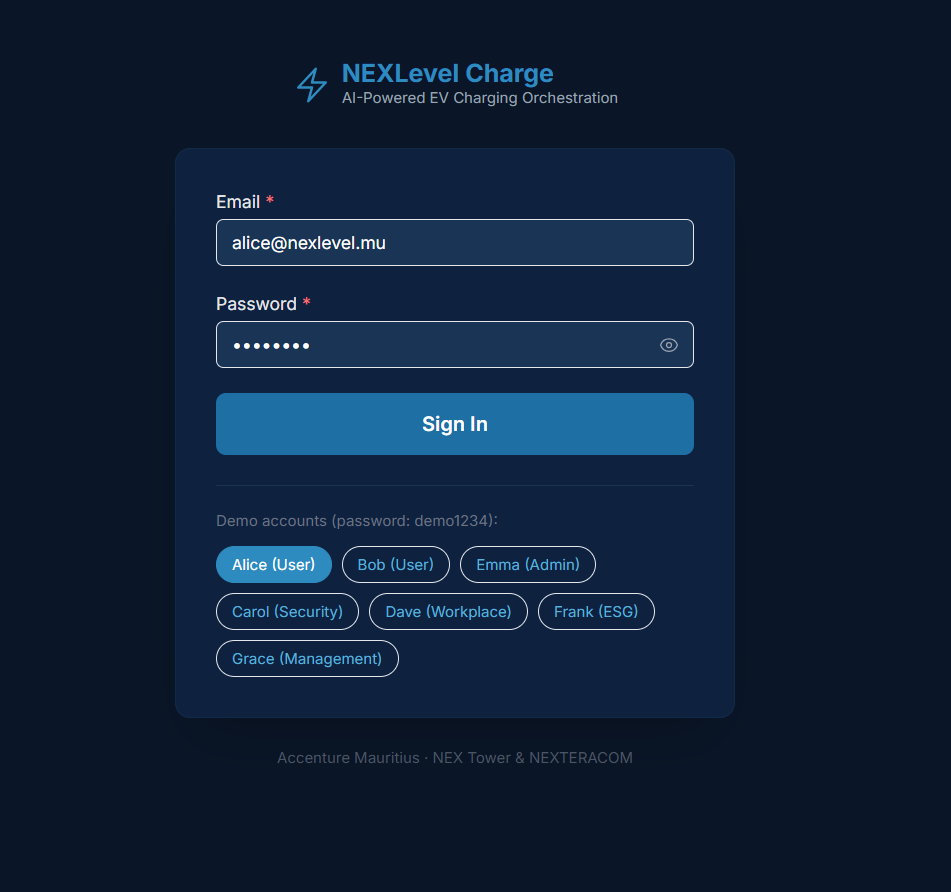 NEXLevel Charge
AI-Powered EV Charging Orchestration
Email *
alice@nexlevel.mu
Password *
••••••••
Sign In
Demo accounts (password: demo1234):
Alice (User) Bob (User) Emma (Admin)
Carol (Security) Dave (Workplace) Frank (ESG)
Grace (Management)
Accenture Mauritius · NEX Tower & NEXTERACOM